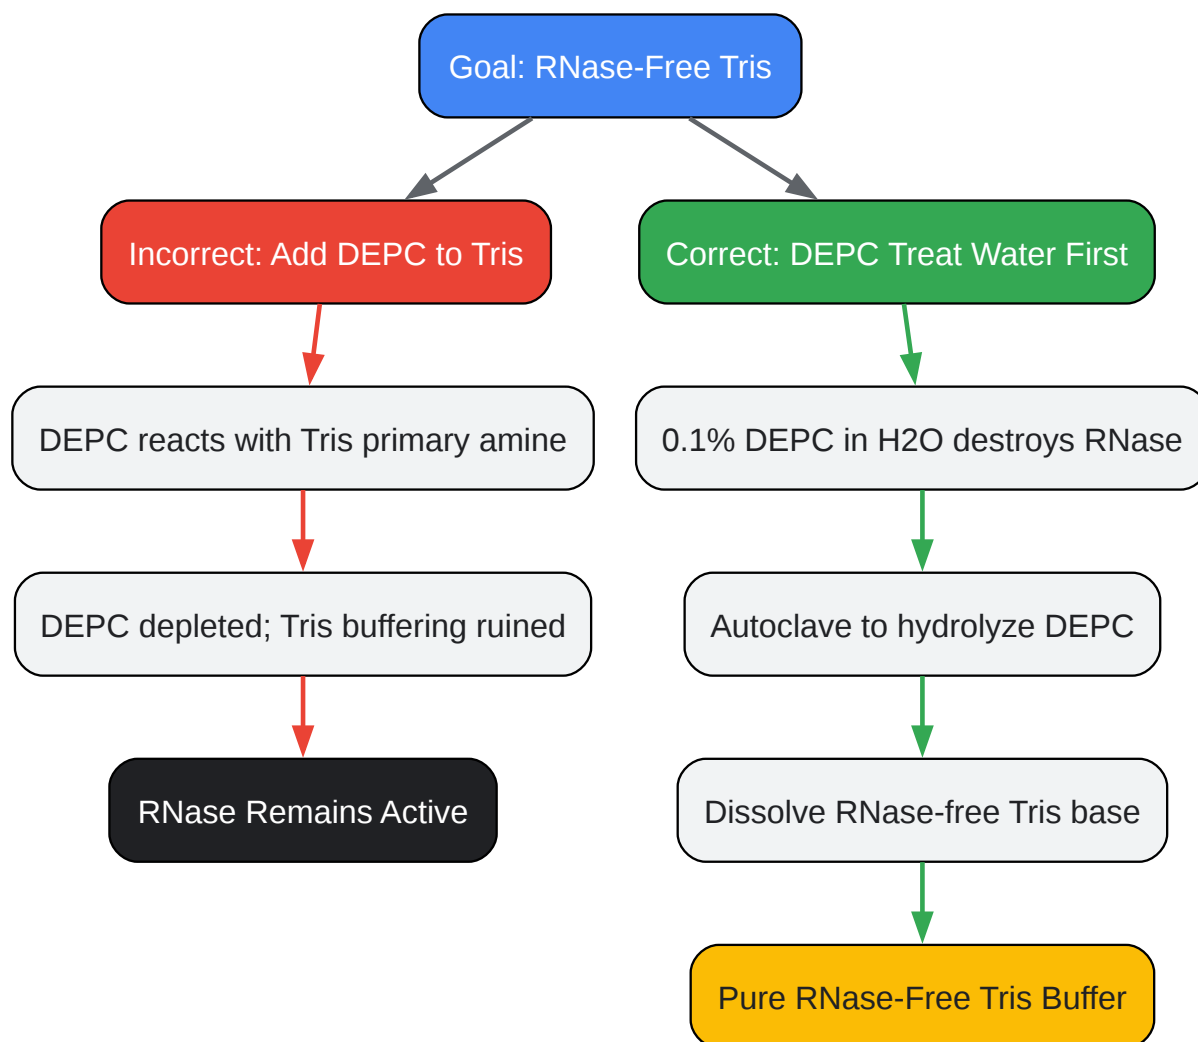 Goal: RNase-Free Tris
Incorrect: Add DEPC to Tris
Correct: DEPC Treat Water First
DEPC reacts with Tris primary amine
0.1% DEPC in H2O destroys RNase
DEPC depleted; Tris buffering ruined
Autoclave to hydrolyze DEPC
RNase Remains Active
Dissolve RNase-free Tris base
Pure RNase-Free Tris Buffer